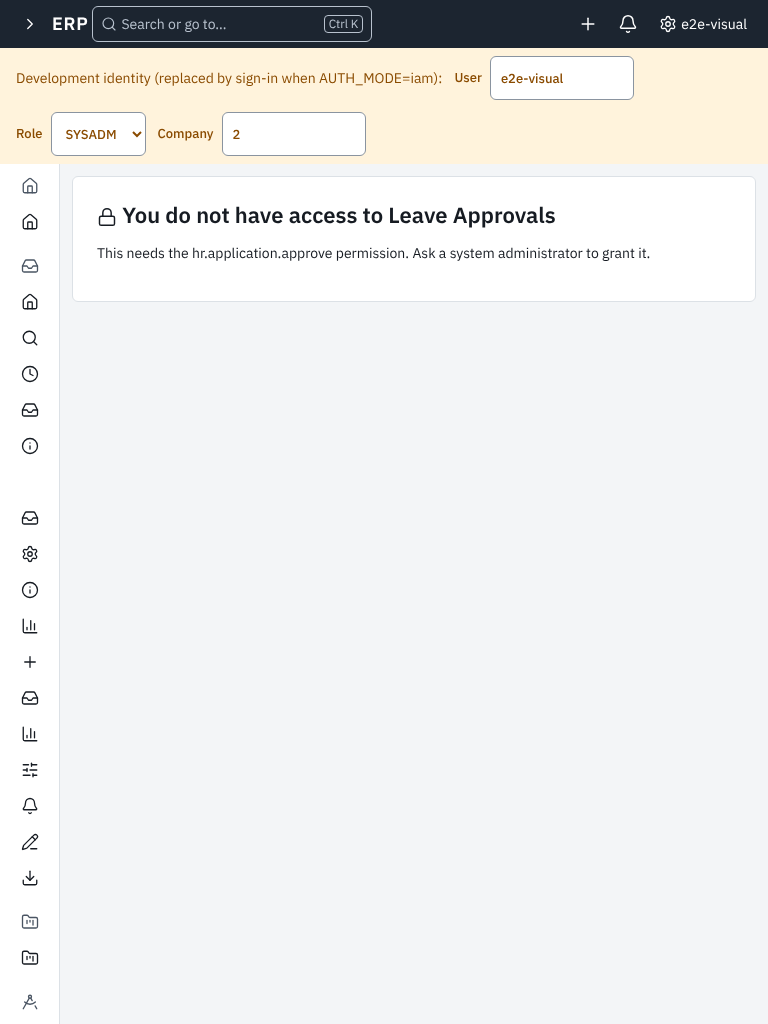 ERP Search or go to... Ctrl K e2e-visual
Development identity (replaced by sign-in when AUTH_MODE=iam): User e2e-visual
Role SYSADM Company 2
You do not have access to Leave Approvals
This needs the hr.application.approve permission. Ask a system administrator to grant it.